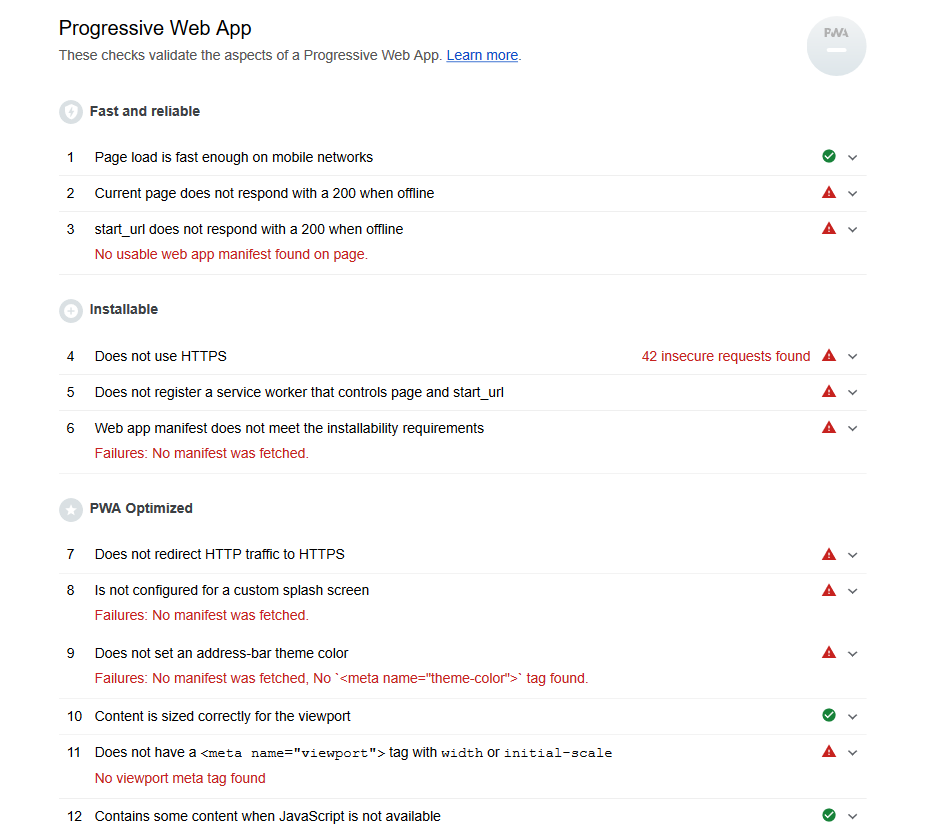 Progressive Web App
PWA
These checks validate the aspects of a Progressive Web App. Learn more.
Fast and reliable
1 Page load is fast enough on mobile networks
2 Current page does not respond with a 200 when offline
3 start_url does not respond with a 200 when offline
No usable web app manifest found on page.
Installable
4 Does not use HTTPS 42 insecure requests found
5 Does not register a service worker that controls page and start_url
6 Web app manifest does not meet the installability requirements
Failures: No manifest was fetched.
PWA Optimized
7 Does not redirect HTTP traffic to HTTPS
8 Is not configured for a custom splash screen
Failures: No manifest was fetched.
9 Does not set an address-bar theme color
Failures: No manifest was fetched, No `<meta name="theme-color">` tag found.
10 Content is sized correctly for the viewport
11 Does not have a <meta name="viewport"> tag with width or initial-scale
No viewport meta tag found
12 Contains some content when JavaScript is not available